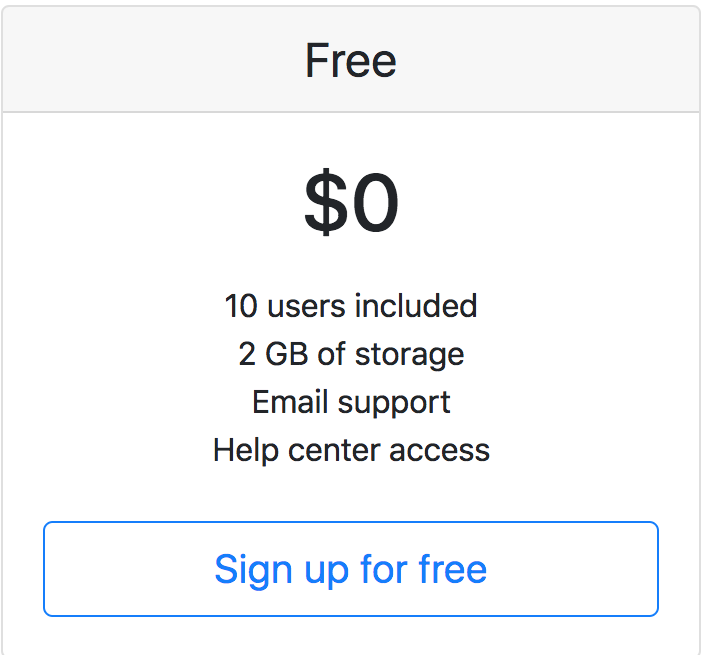 Free
$0
10 users included
2 GB of storage
Email support
Help center access
Sign up for free